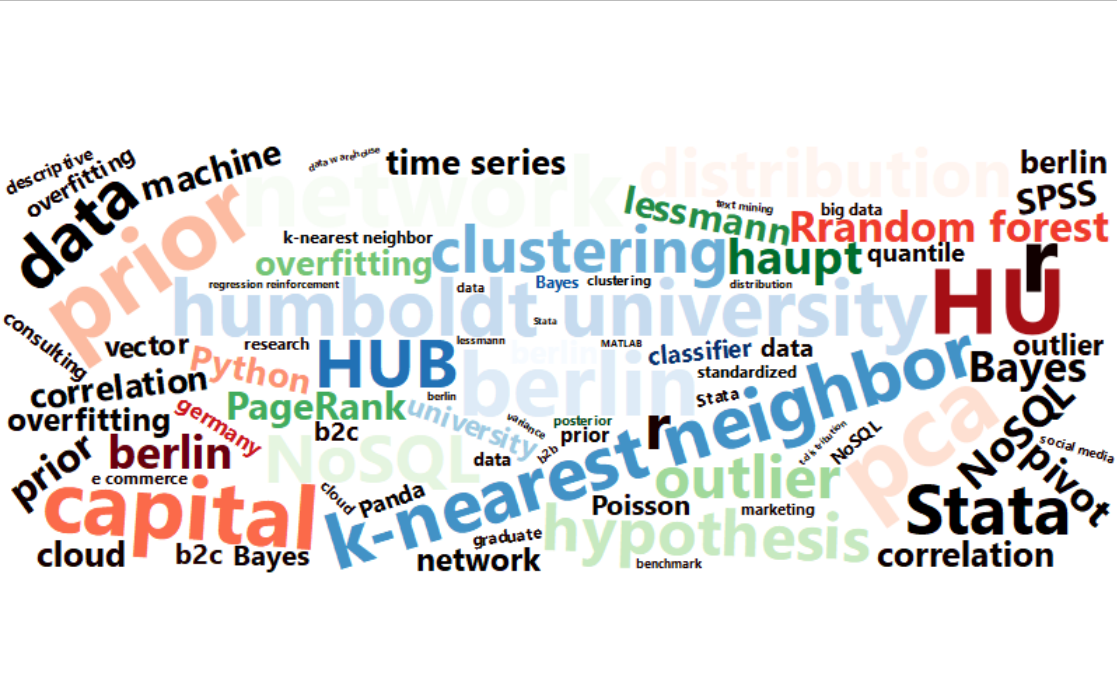 descriptive
overfitting
data
machine
prior
data warehouse
time series
network
distribution
berlin
SPSS
lessmann
text mining
big data
Rrandom forest
k-nearest neighbor
overfitting
clustering
haupt
quantile
r
regression reinforcement
data
Bayes
clustering
distribution
humboldt university
HU
Stata
consulting
vector
research
lessmann
berlin
MATLAB
classifier
data
outlier
Python
HUB
berlin
standardized
Bayes
correlation
berlin
Stata
k-nearest neighbor
pca
overfitting
germany
PageRank
university
variance
posterior
prior
r
b2c
b2b
t distribution
NoSQL
NoSQL
social media
prior
berlin
NoSQL
data
outlier
pivot
e commerce
capital
cloud
Panda
Poisson
marketing
Stata
hypothesis
graduate
cloud
b2c
Bayes
network
benchmark
correlation